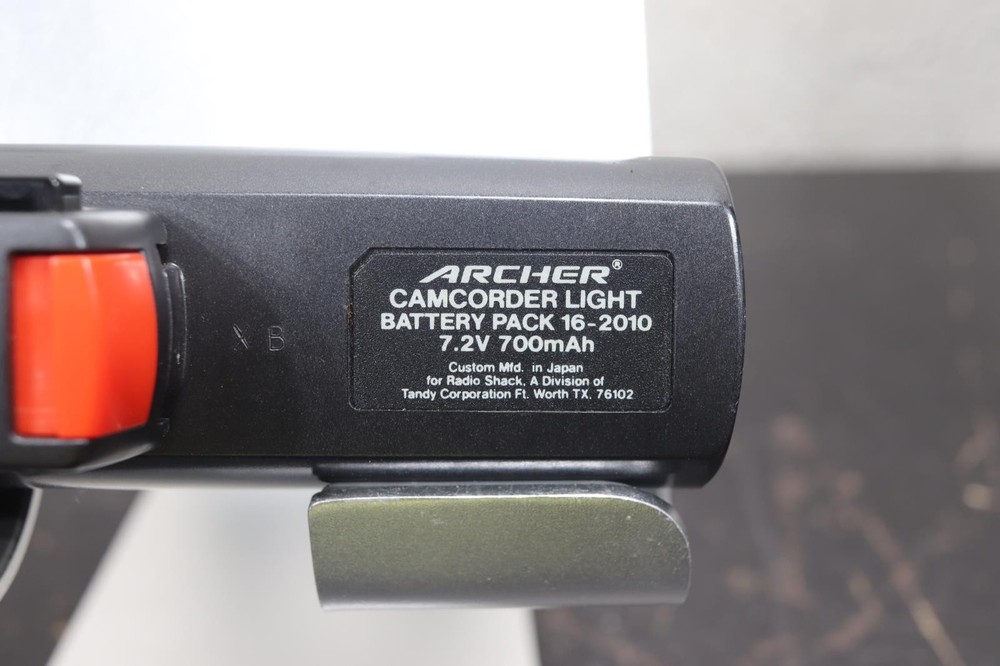 ARCHER®
CAMCORDER LIGHT
BATTERY PACK 16-2010
7.2V 700mAh
Custom Mfd. in Japan
for Radio Shack, A Division of
Tandy Corporation Ft. Worth TX. 76102
B